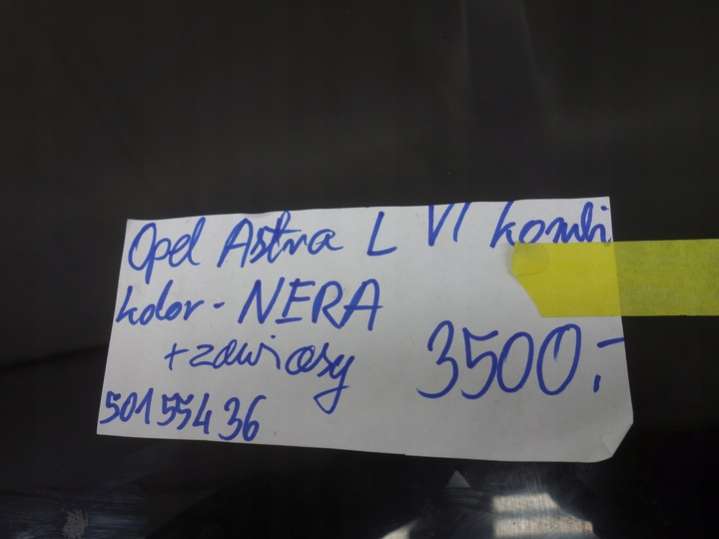 Opel Astra L VI kombi
kolor - NERA
+ zawiasy 3500.-
50155436